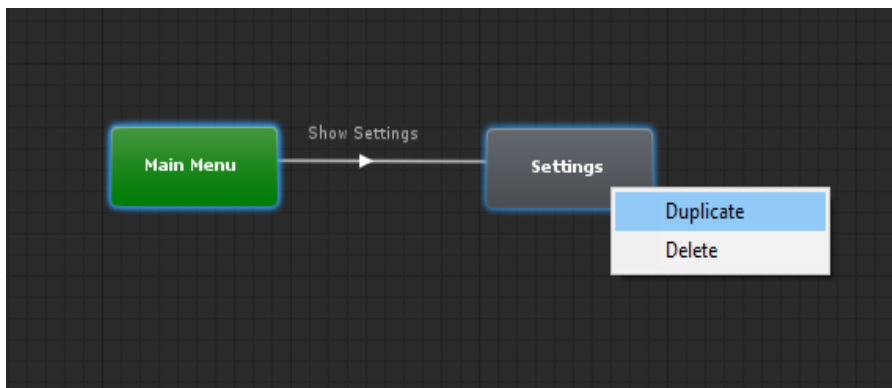 Show Settings
Main Menu
Settings
Duplicate
Delete